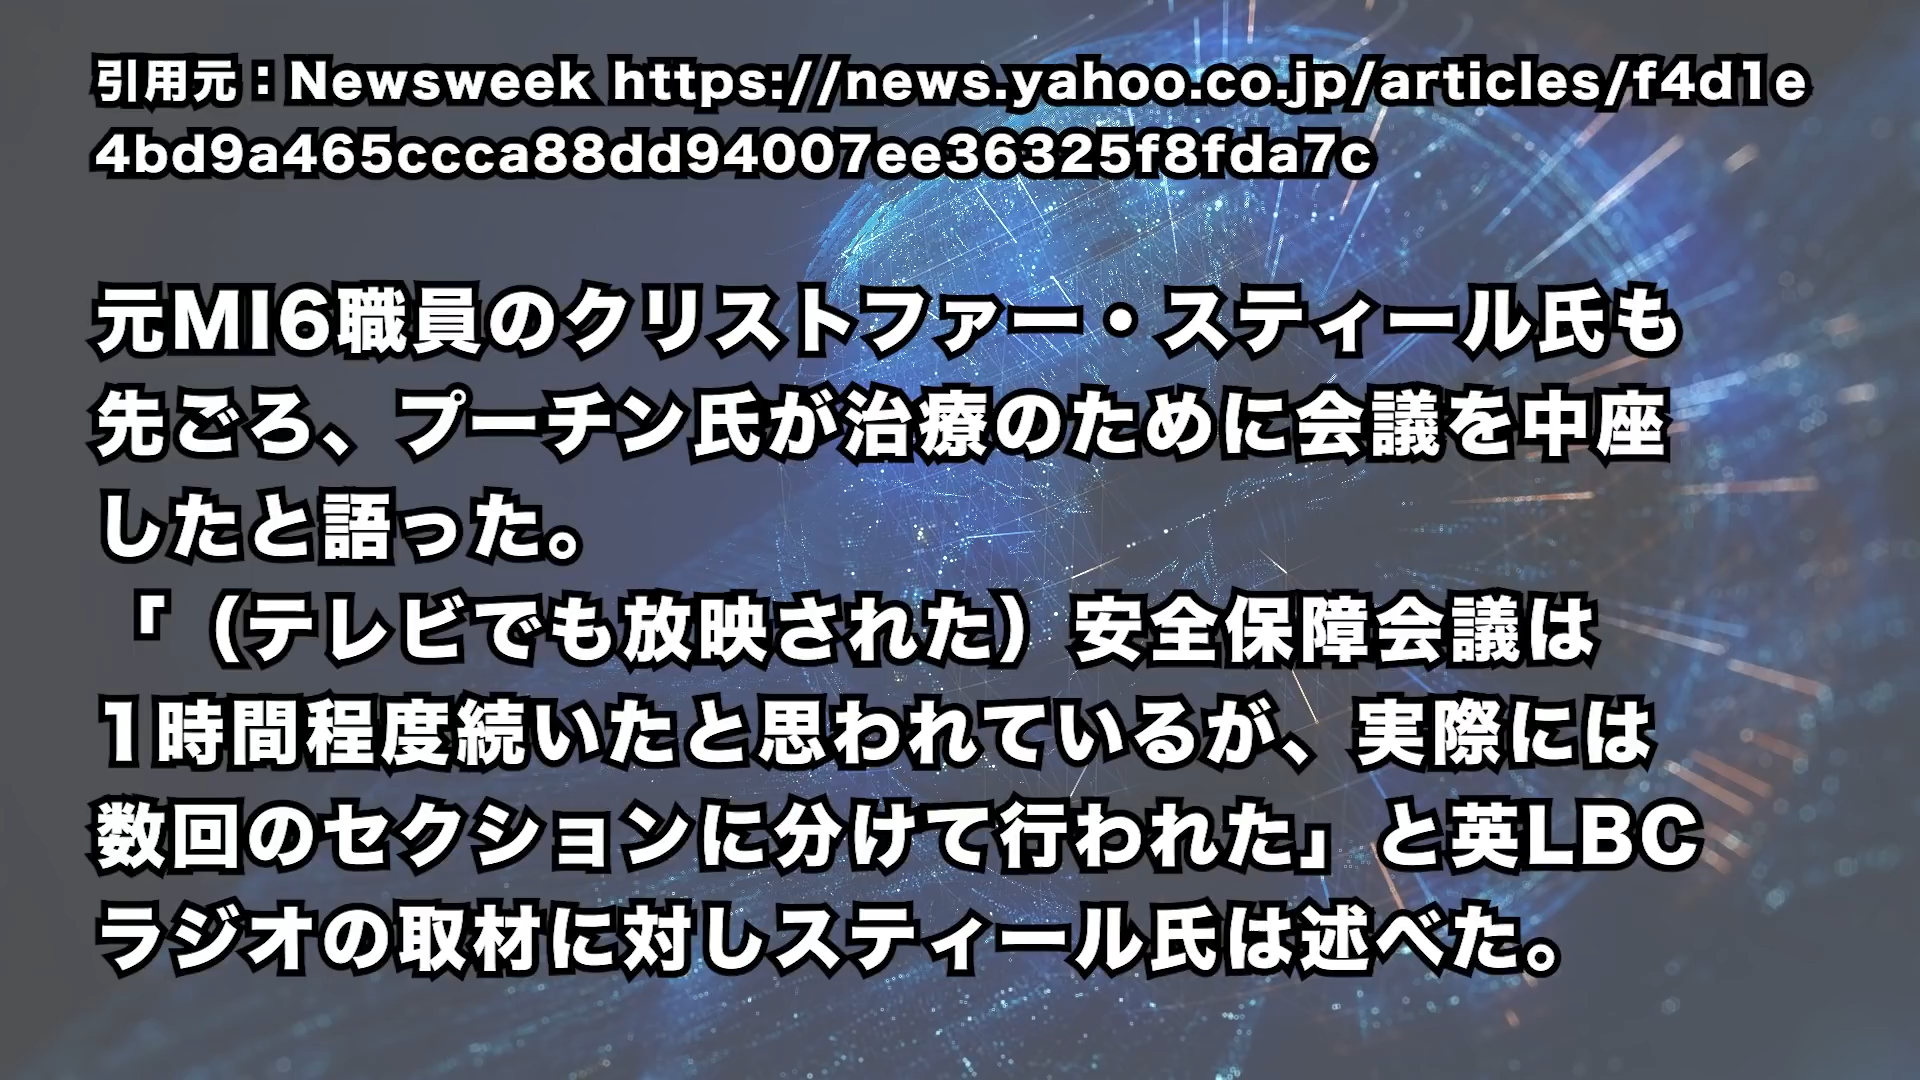 引用元：Newsweek https://news.yahoo.co.jp/articles/f4d1e
4bd9a465ccca88dd94007ee36325f8fda7c
元MI6職員のクリストファー・スティール氏も
先ごろ、プーチン氏が治療のために会議を中座
したと語った。
「（テレビでも放映された）安全保障会議は
1時間程度続いたと思われているが、実際には
数回のセクションに分けて行われた」と英LBC
ラジオの取材に対しスティール氏は述べた。